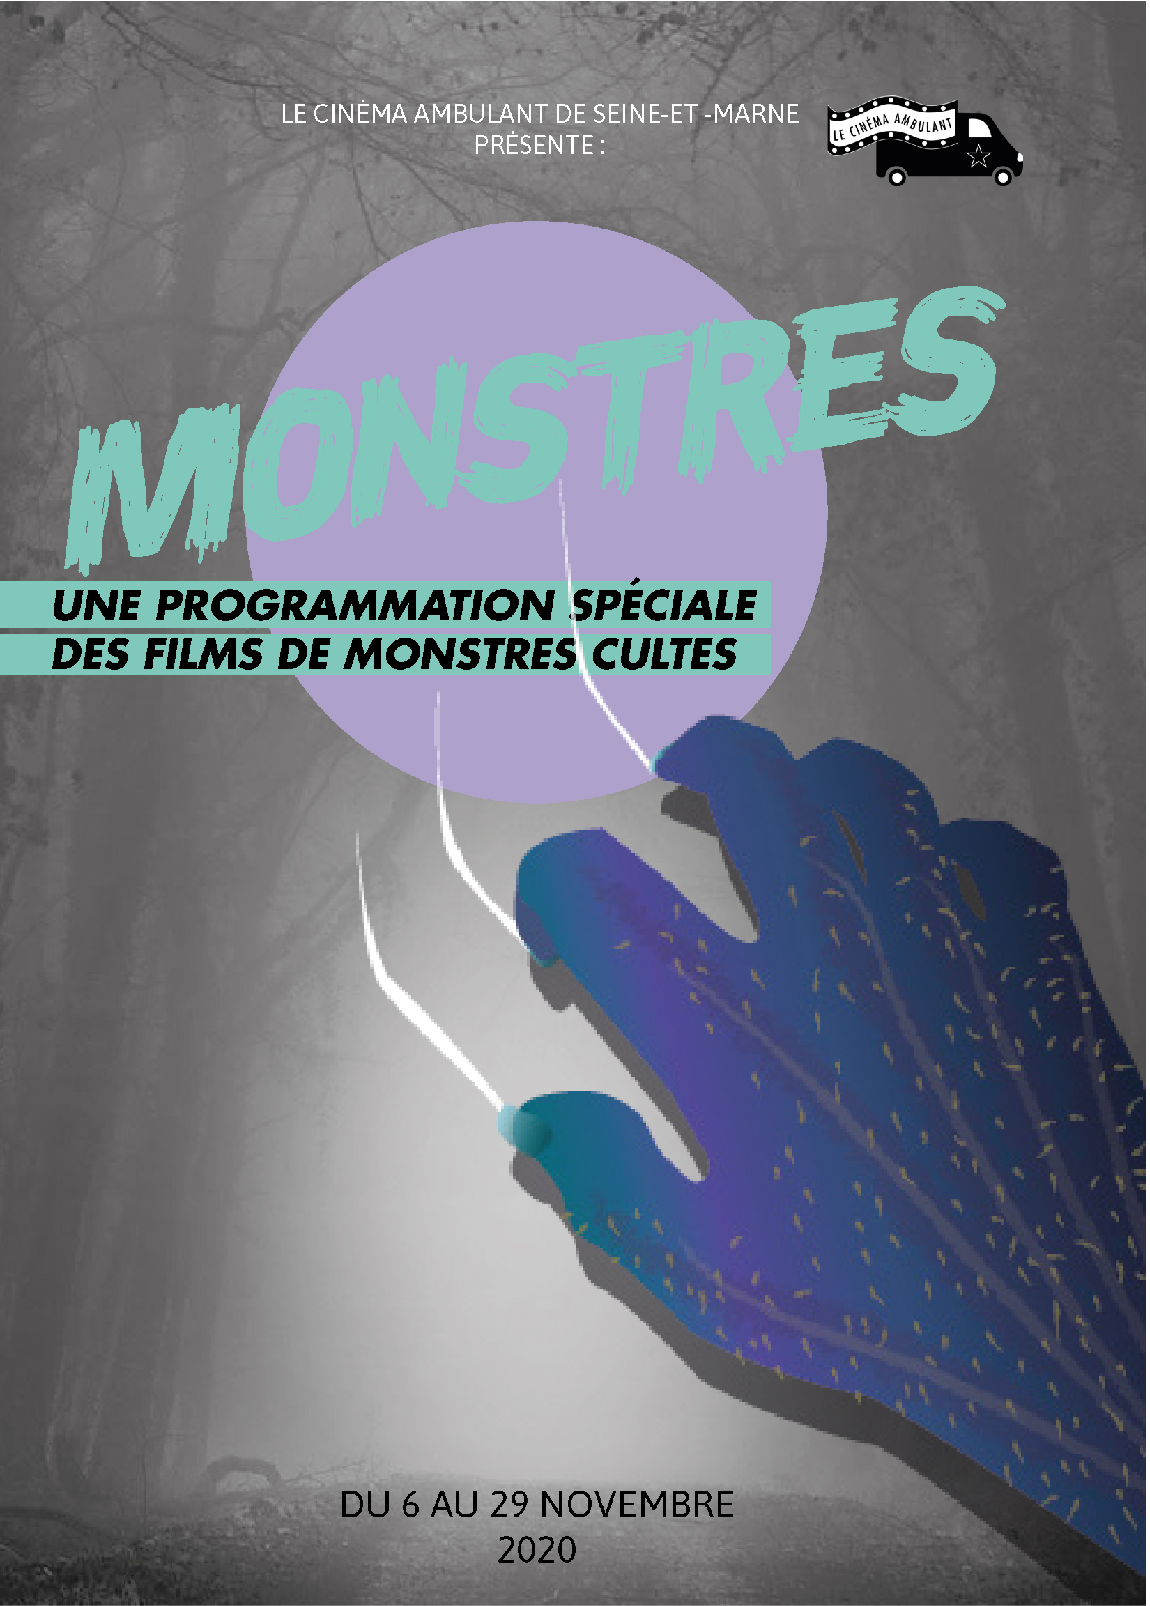 LE CINÉMA AMBULANT DE SEINE-ET -MARNE
PRÉSENTE :
LE CINÉMA AMBULANT
MONSTRES
UNE PROGRAMMATION SPÉCIALE
DES FILMS DE MONSTRES CULTES
DU 6 AU 29 NOVEMBRE
2020